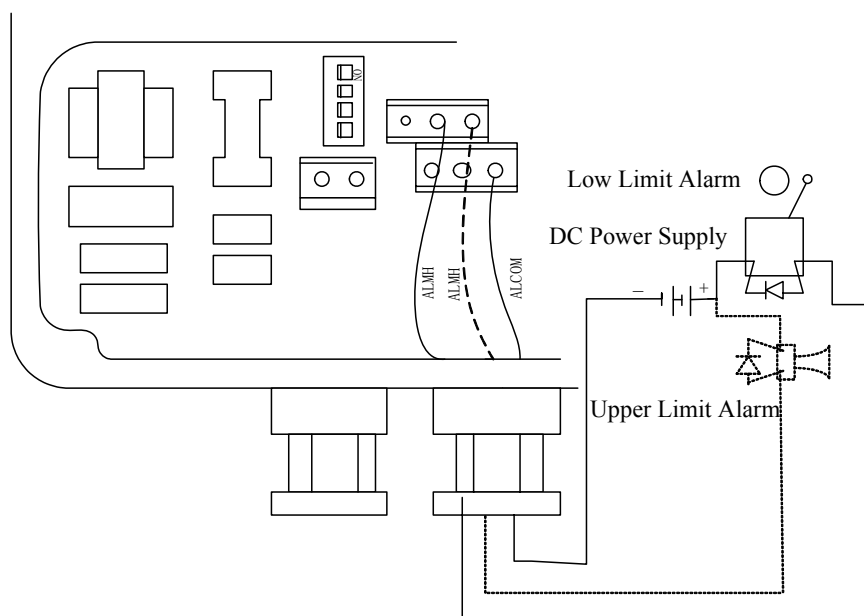 ON
Low Limit Alarm
DC Power Supply
ALMH
ALMH
ALCOM
−
+
Upper Limit Alarm